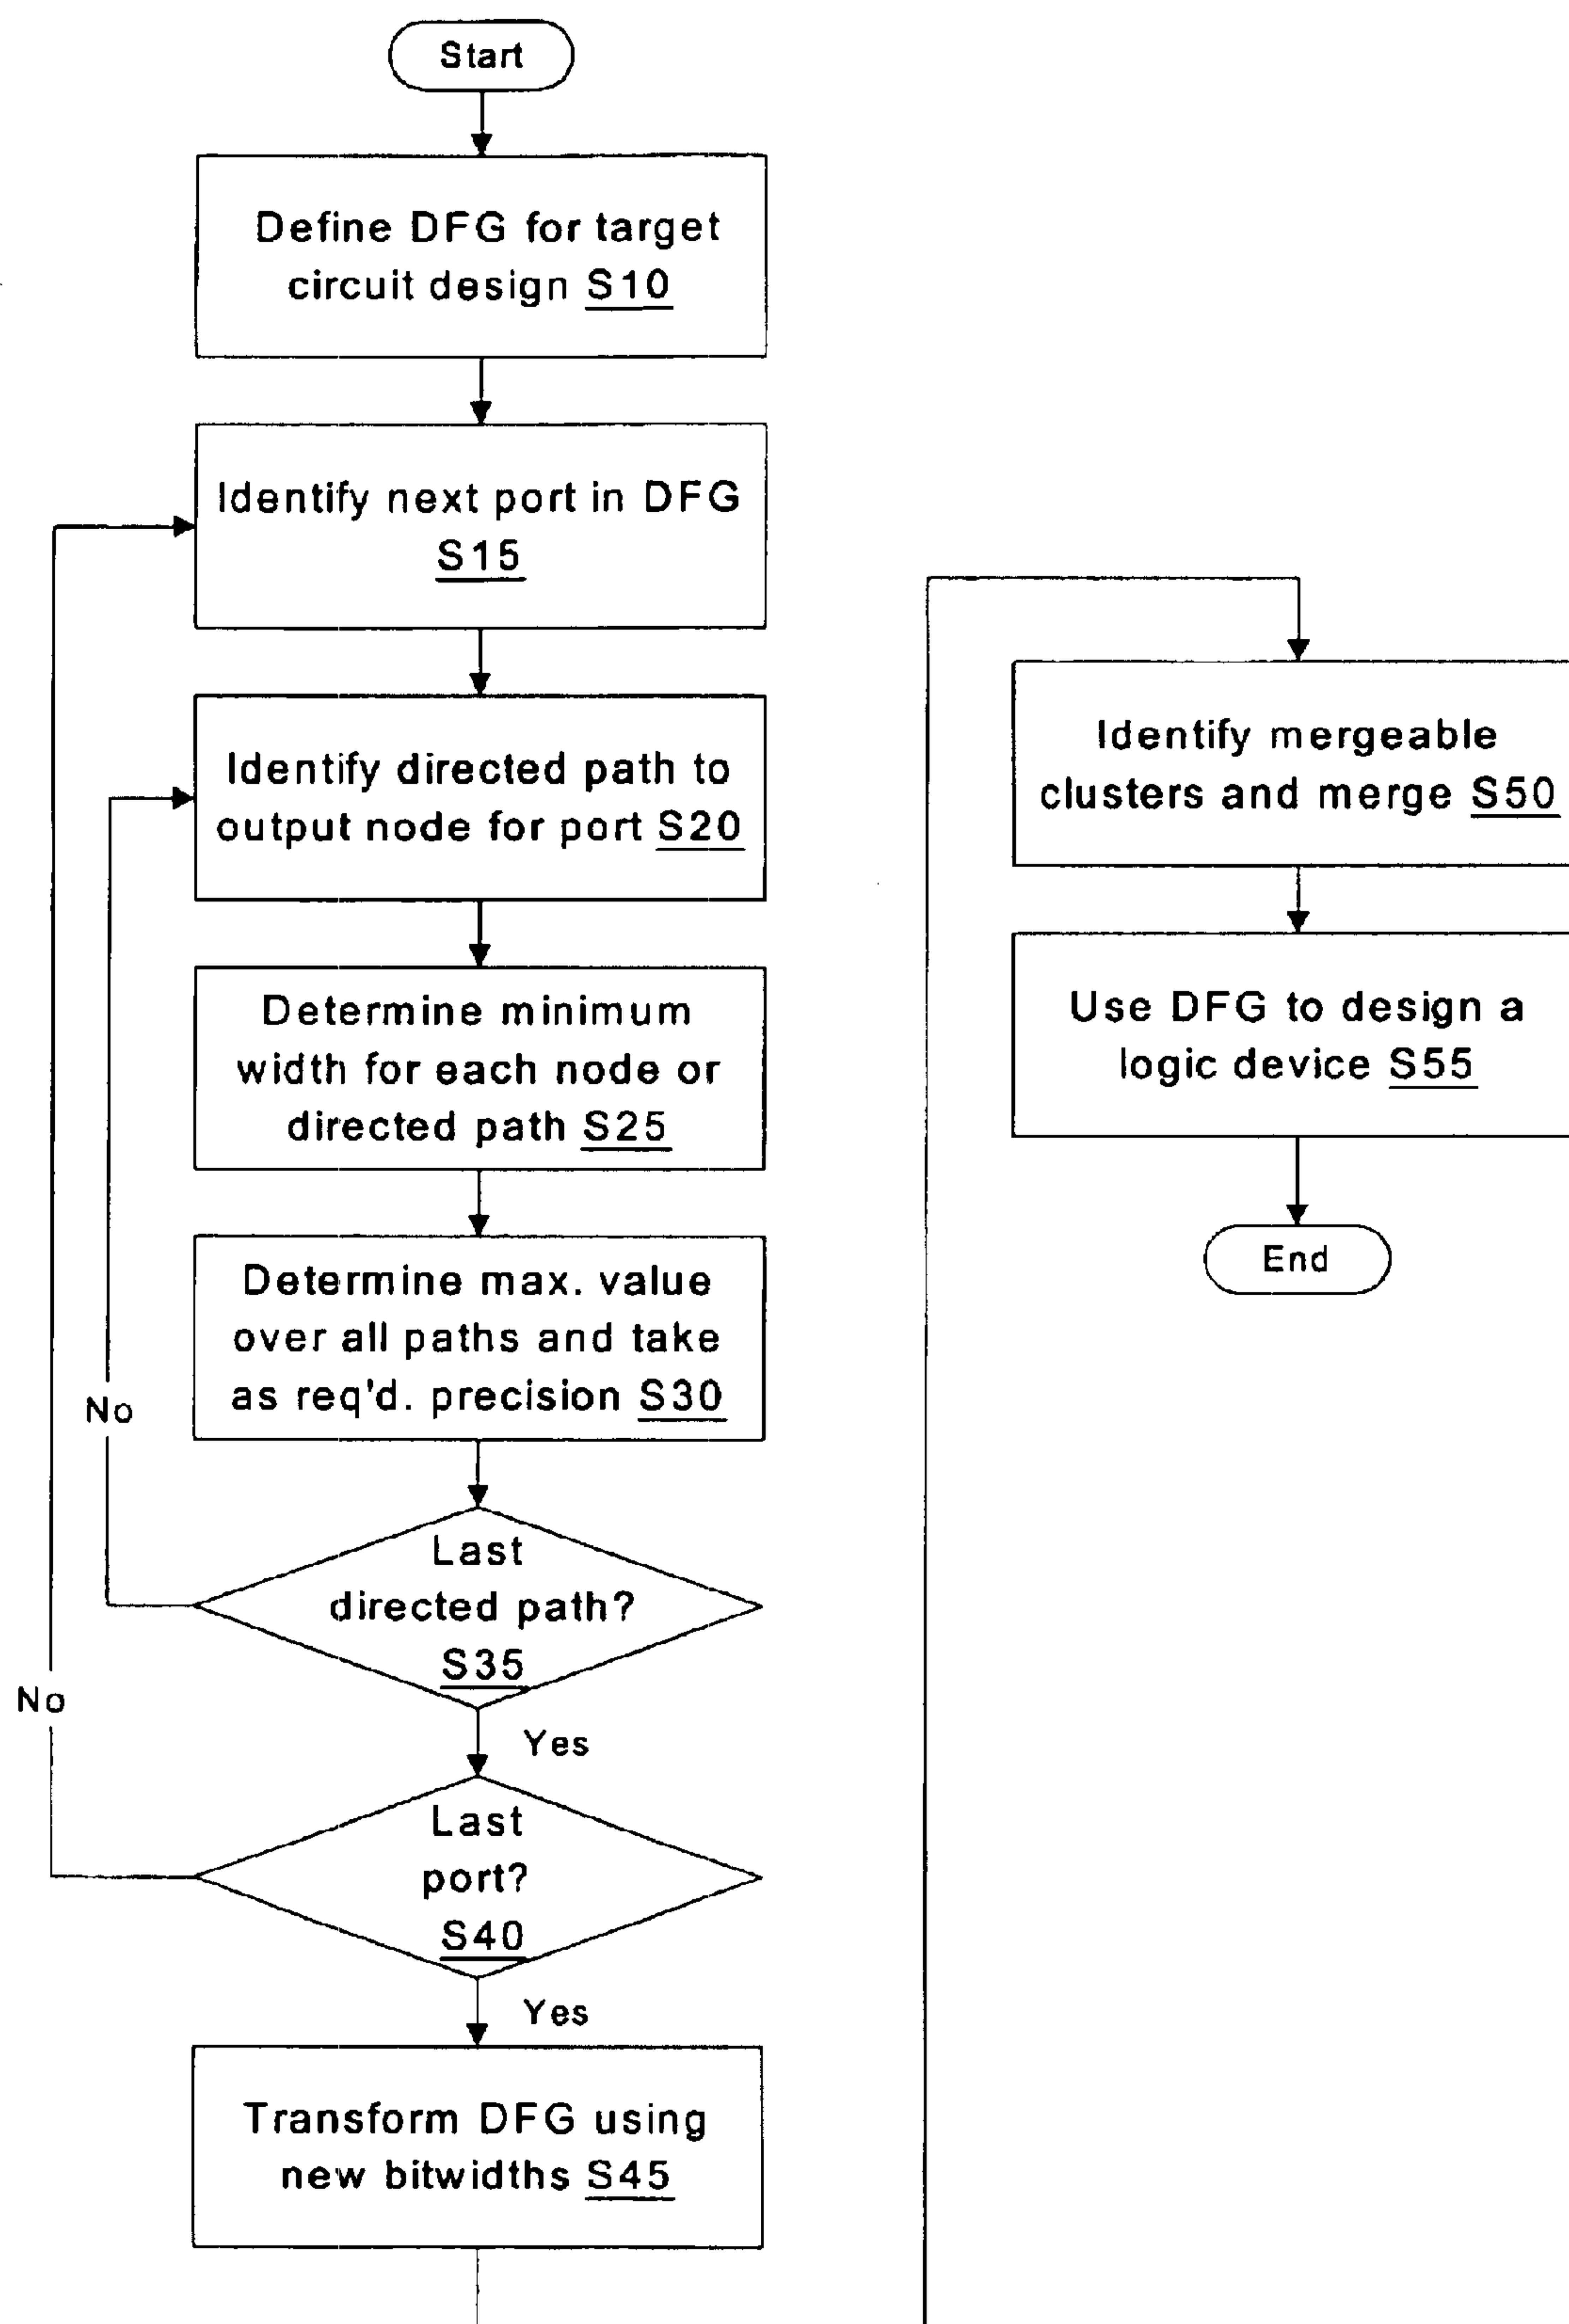 Start
Define DFG for target
circuit design S10
Identify next port in DFG
S15
Identify directed path to
output node for port S20
Determine minimum
width for each node or
directed path S25
Determine max. value
over all paths and take
as req'd. precision S30
No
Last
directed path?
S35
No
Yes
Last
port?
S40
Yes
Transform DFG using
new bitwidths S45
Identify mergeable
clusters and merge S50
Use DFG to design a
logic device S55
End